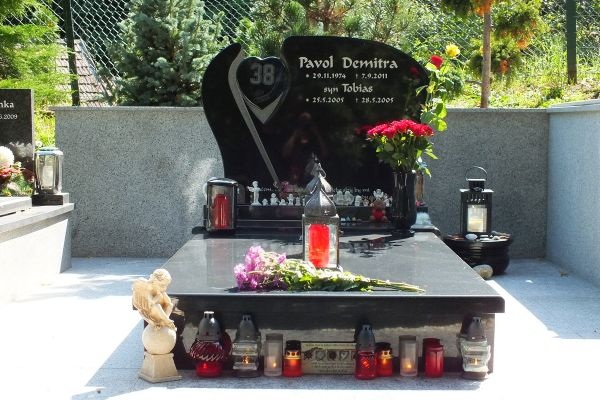 38
Pavol Demitra
* 29.11.1974 † 7.9.2011
syn Tobias
* 25.5.2005 † 28.5.2005